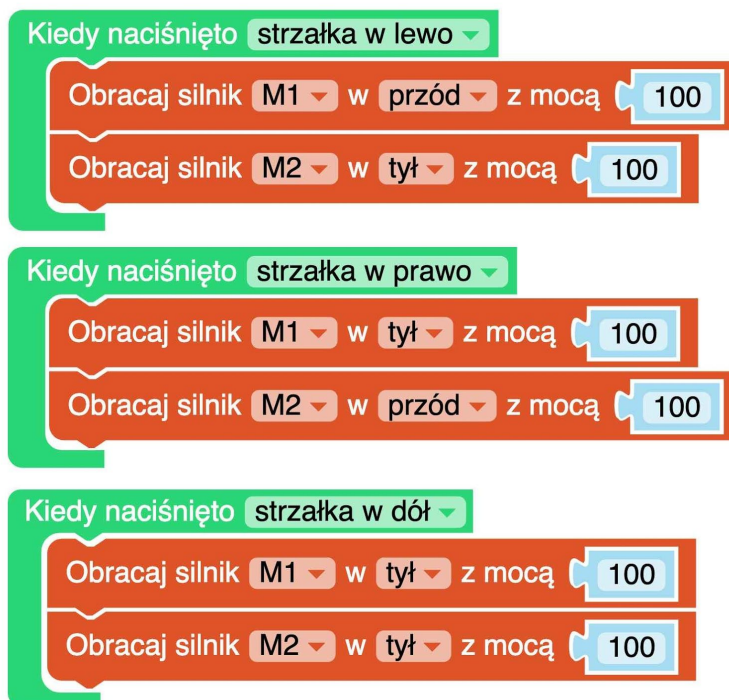 Kiedy naciśnięto strzałka w lewo
Obracaj silnik M1 w przód z mocą 100
Obracaj silnik M2 w tył z mocą 100
Kiedy naciśnięto strzałka w prawo
Obracaj silnik M1 w tył z mocą 100
Obracaj silnik M2 w przód z mocą 100
Kiedy naciśnięto strzałka w dół
Obracaj silnik M1 w tył z mocą 100
Obracaj silnik M2 w tył z mocą 100